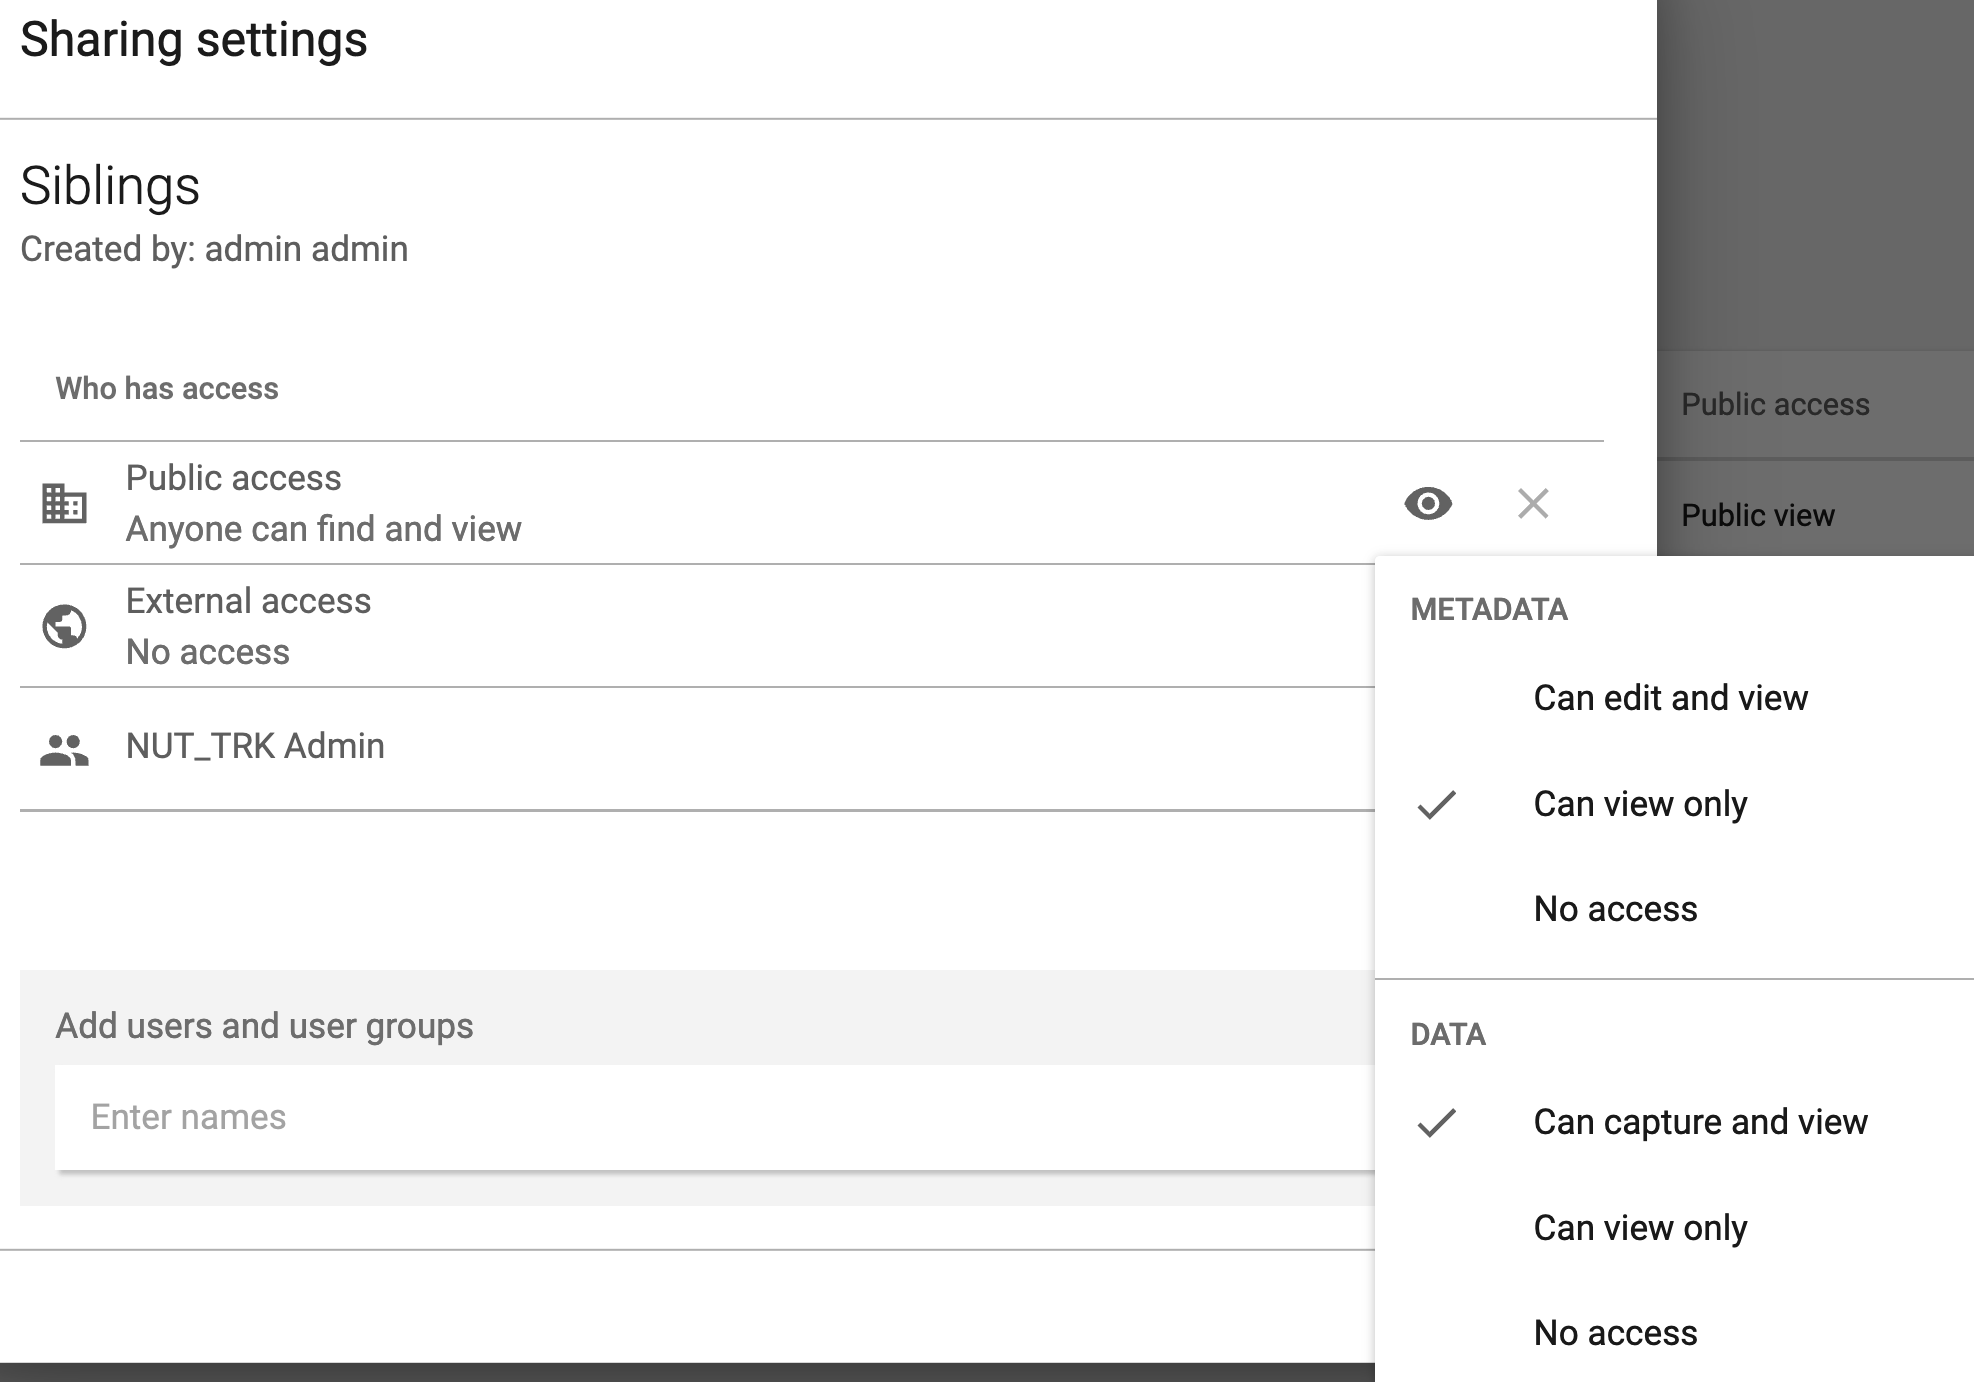 Sharing settings
Siblings
Created by: admin admin
Who has access
Public access
Anyone can find and view
External access
No access
NUT_TRK Admin
Add users and user groups
Enter names
Public access
Public view
METADATA
Can edit and view
Can view only
No access
DATA
Can capture and view
Can view only
No access